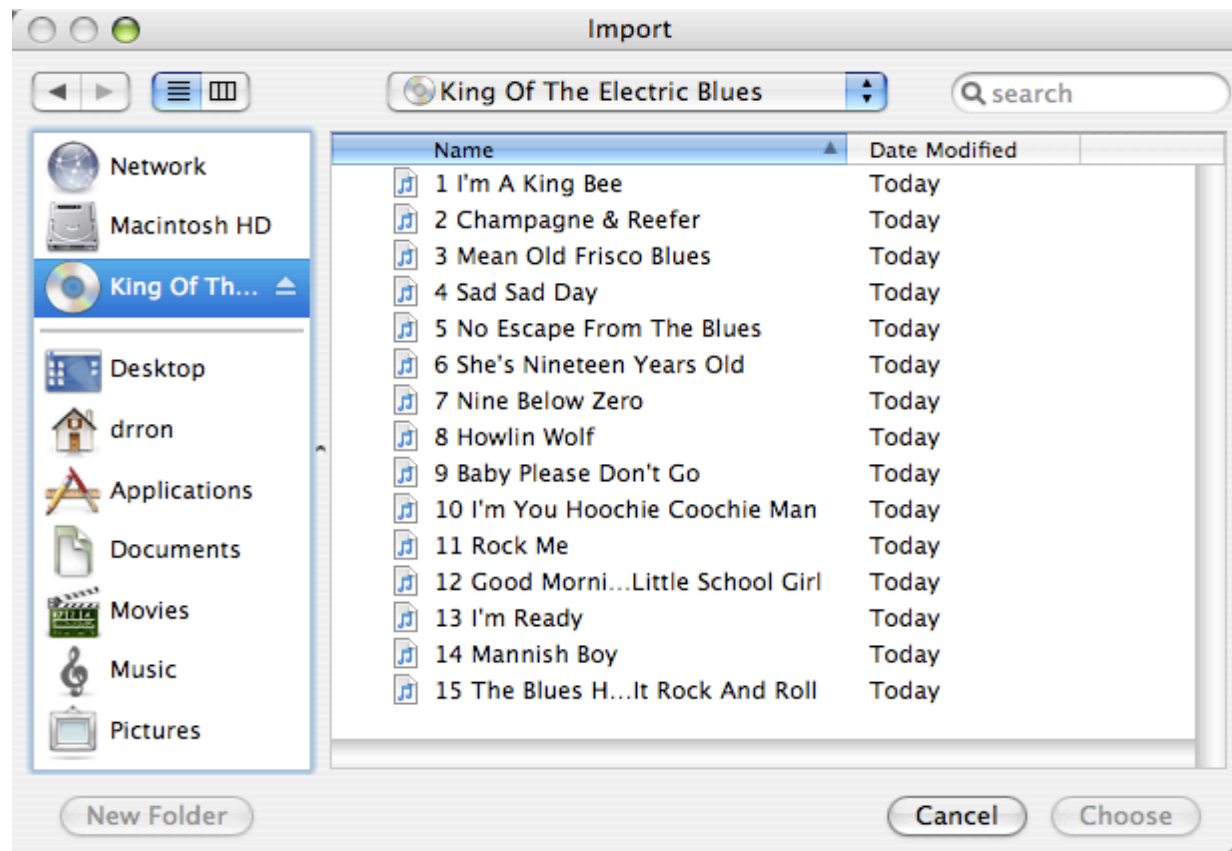 Import
King Of The Electric Blues
search
Network
Macintosh HD
King Of Th...
Desktop
drron
Applications
Documents
Movies
Music
Pictures
Name Date Modified
1 I'm A King Bee Today
2 Champagne & Reefer Today
3 Mean Old Frisco Blues Today
4 Sad Sad Day Today
5 No Escape From The Blues Today
6 She's Nineteen Years Old Today
7 Nine Below Zero Today
8 Howlin Wolf Today
9 Baby Please Don't Go Today
10 I'm You Hoochie Coochie Man Today
11 Rock Me Today
12 Good Morni...Little School Girl Today
13 I'm Ready Today
14 Mannish Boy Today
15 The Blues H...It Rock And Roll Today
New Folder Cancel Choose